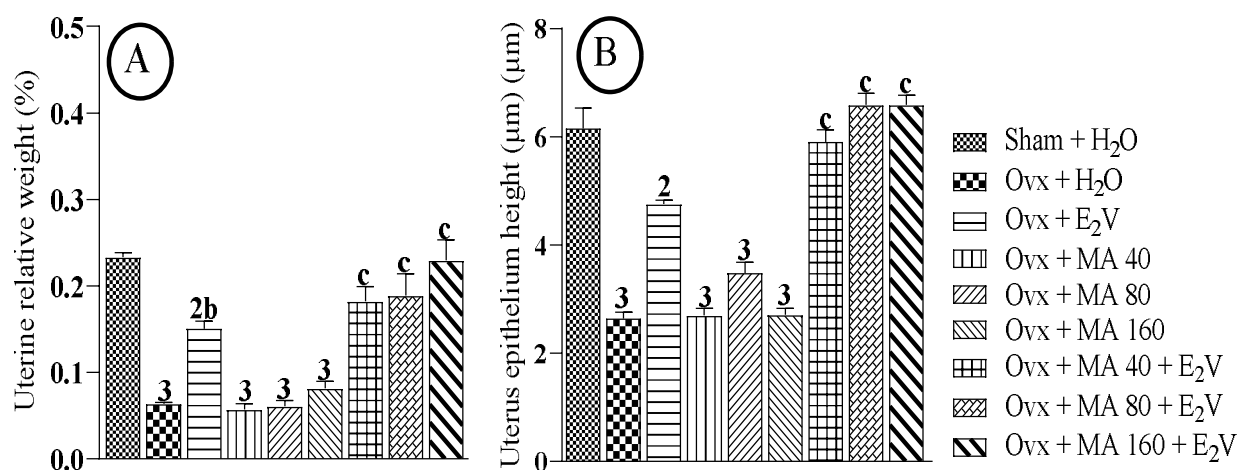 A
Uterine relative weight (%)
0.5
0.4
0.3
0.2
0.1
0.0
3
2b
3
3
3
c
c
c
B
Uterus epithelium height (µm) (µm)
8
6
4
2
0
3
2
3
3
3
c
c
c
Sham + H₂O
Ovx + H₂O
Ovx + E₂V
Ovx + MA 40
Ovx + MA 80
Ovx + MA 160
Ovx + MA 40 + E₂V
Ovx + MA 80 + E₂V
Ovx + MA 160 + E₂V